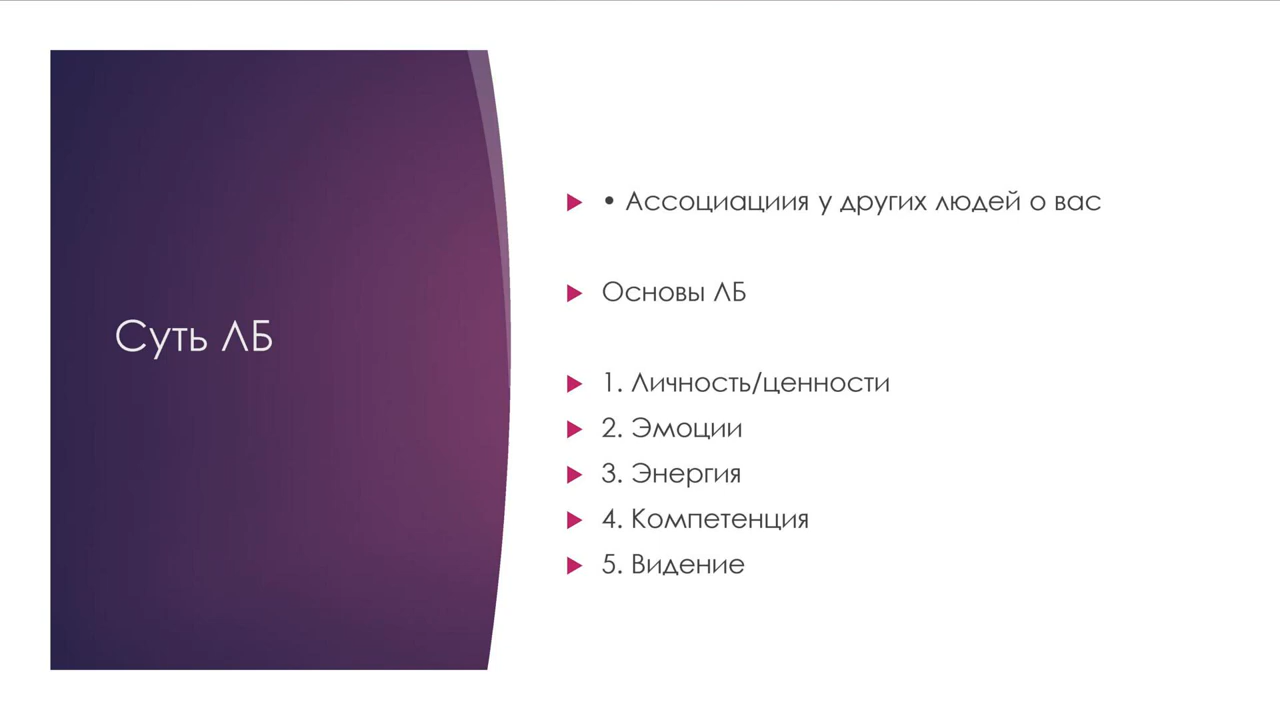 Суть ЛБ
• Ассоциациия у других людей о вас
Основы ЛБ
1. Личность/ценности
2. Эмоции
3. Энергия
4. Компетенция
5. Видение